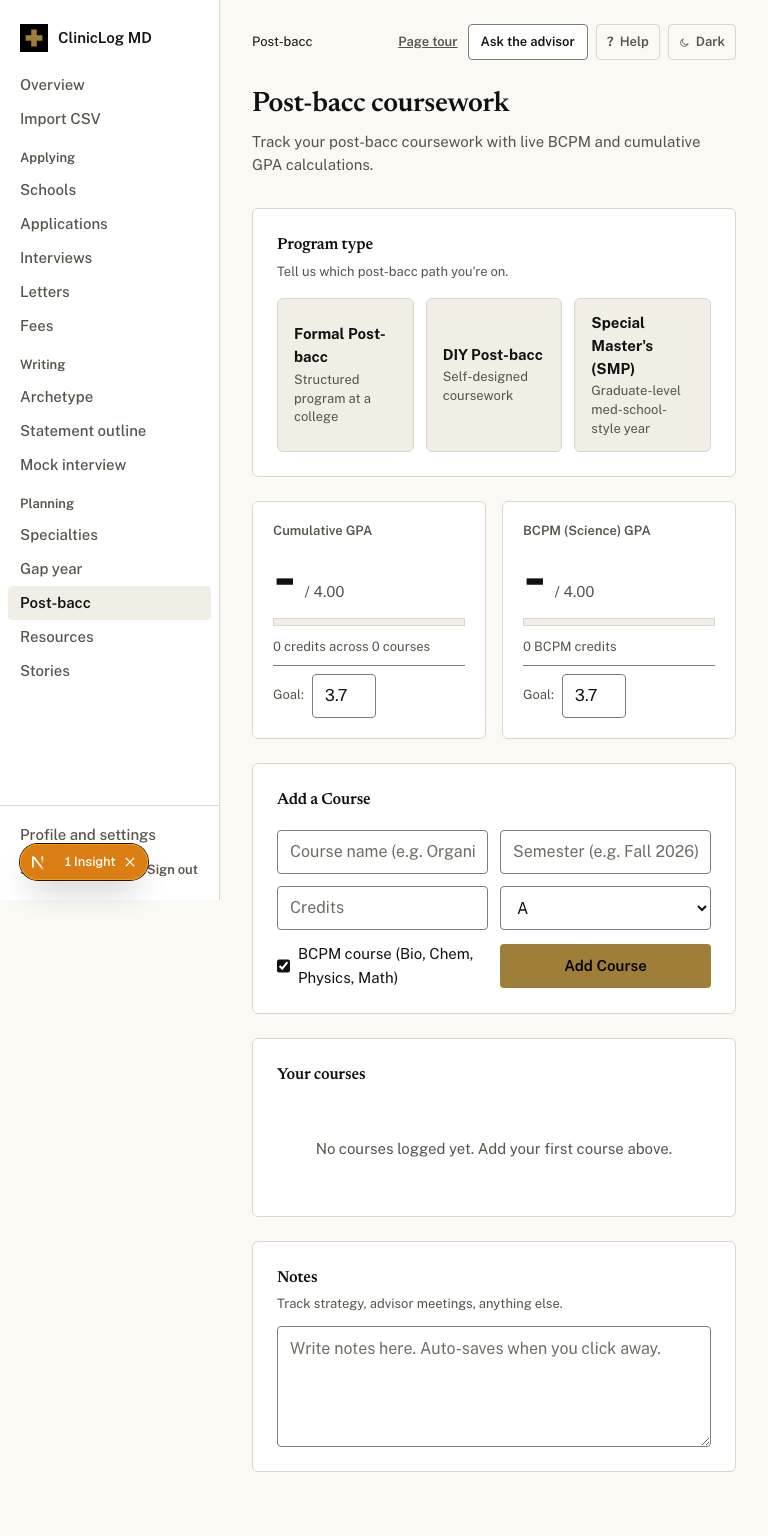 ClinicLog MD
Overview
Import CSV
Applying
Schools
Applications
Interviews
Letters
Fees
Writing
Archetype
Statement outline
Mock interview
Planning
Specialties
Gap year
Post-bacc
Resources
Stories
Profile and settings
1 Insight
Sign out
Post-bacc
Page tour
Ask the advisor
? Help
Dark
Post-bacc coursework
Track your post-bacc coursework with live BCPM and cumulative
GPA calculations.
Program type
Tell us which post-bacc path you're on.
Formal Post-
bacc
Structured
program at a
college
DIY Post-bacc
Self-designed
coursework
Special
Master's
(SMP)
Graduate-level
med-school-
style year
Cumulative GPA
- / 4.00
0 credits across 0 courses
Goal: 3.7
BCPM (Science) GPA
- / 4.00
0 BCPM credits
Goal: 3.7
Add a Course
Course name (e.g. Organi
Semester (e.g. Fall 2026)
Credits
A
BCPM course (Bio, Chem,
Physics, Math)
Add Course
Your courses
No courses logged yet. Add your first course above.
Notes
Track strategy, advisor meetings, anything else.
Write notes here. Auto-saves when you click away.